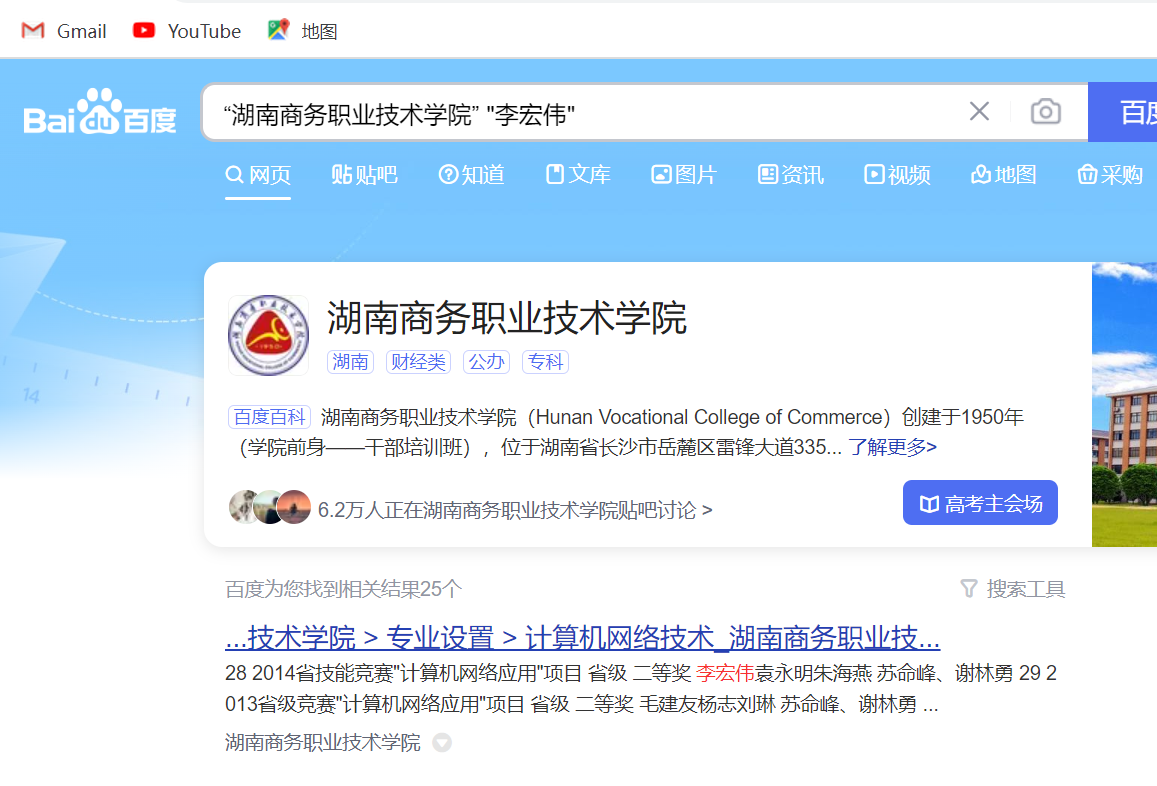 Gmail YouTube 地图
Bai du 百度 “湖南商务职业技术学院” "李宏伟" 百度
网页 贴吧 知道 文库 图片 资讯 视频 地图 采购
湖南商务职业技术学院
湖南 财经类 公办 专科
百度百科 湖南商务职业技术学院（Hunan Vocational College of Commerce）创建于1950年
（学院前身——干部培训班），位于湖南省长沙市岳麓区雷锋大道335... 了解更多>
6.2万人正在湖南商务职业技术学院贴吧讨论 >
高考主会场
百度为您找到相关结果25个 搜索工具
...技术学院 > 专业设置 > 计算机网络技术_湖南商务职业技...
28 2014省技能竞赛"计算机网络应用"项目 省级 二等奖 李宏伟袁永明朱海燕 苏命峰、谢林勇 29 2
013省级竞赛"计算机网络应用"项目 省级 二等奖 毛建友杨志刘琳 苏命峰、谢林勇 ...
湖南商务职业技术学院